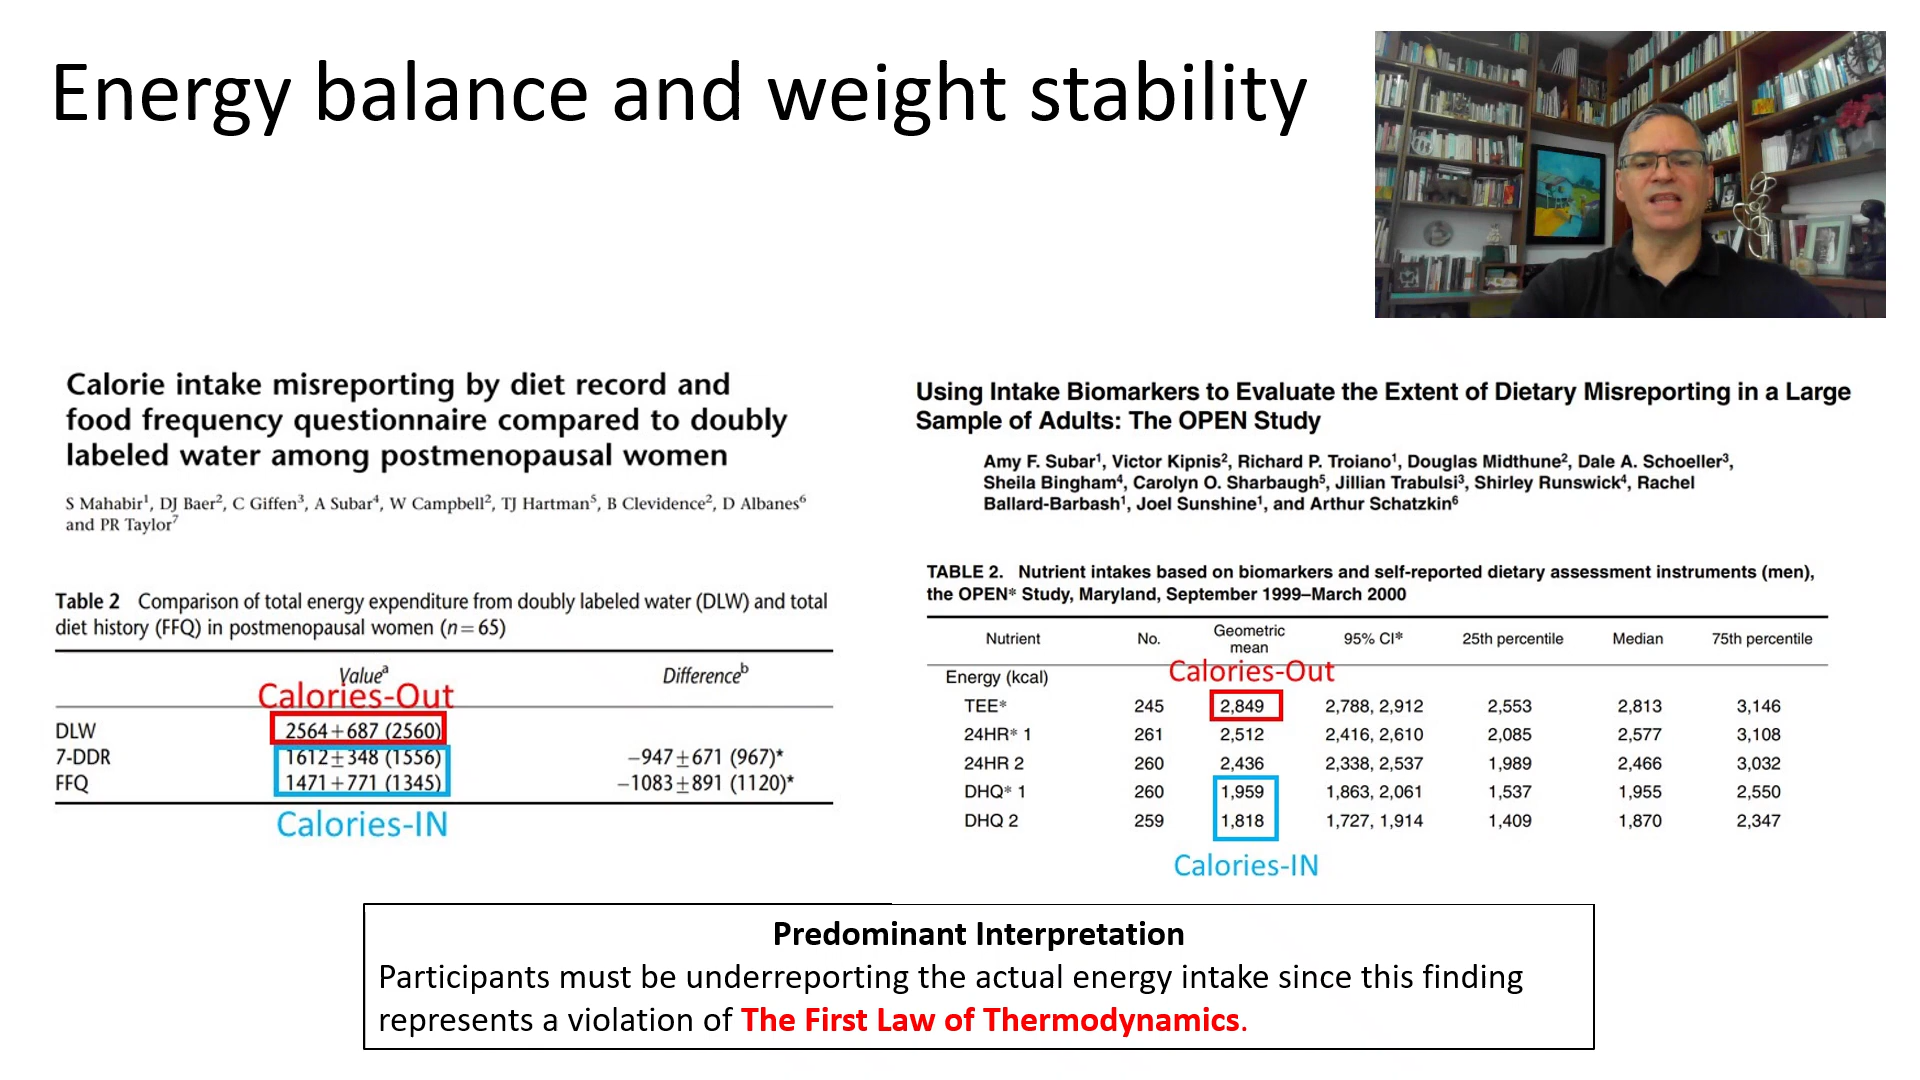 Energy balance and weight stability
Calorie intake misreporting by diet record and
food frequency questionnaire compared to doubly
labeled water among postmenopausal women
S Mahabir¹, DJ Baer², C Giffen³, A Subar⁴, W Campbell², TJ Hartman⁵, B Clevidence², D Albanes⁶
and PR Taylor⁷
Table 2 Comparison of total energy expenditure from doubly labeled water (DLW) and total
diet history (FFQ) in postmenopausal women (n=65)
Valueᵃ Differenceᵇ
Calories-Out
DLW 2564±687 (2560)
7-DDR 1612±348 (1556) −947±671 (967)*
FFQ 1471±771 (1345) −1083±891 (1120)*
Calories-IN
Using Intake Biomarkers to Evaluate the Extent of Dietary Misreporting in a Large
Sample of Adults: The OPEN Study
Amy F. Subar¹, Victor Kipnis², Richard P. Troiano¹, Douglas Midthune², Dale A. Schoeller³,
Sheila Bingham⁴, Carolyn O. Sharbaugh⁵, Jillian Trabulsi³, Shirley Runswick⁴, Rachel
Ballard-Barbash¹, Joel Sunshine¹, and Arthur Schatzkin⁶
TABLE 2. Nutrient intakes based on biomarkers and self-reported dietary assessment instruments (men),
the OPEN* Study, Maryland, September 1999–March 2000
Nutrient No. Geometric mean 95% CI* 25th percentile Median 75th percentile
Calories-Out
Energy (kcal)
TEE* 245 2,849 2,788, 2,912 2,553 2,813 3,146
24HR* 1 261 2,512 2,416, 2,610 2,085 2,577 3,108
24HR 2 260 2,436 2,338, 2,537 1,989 2,466 3,032
DHQ* 1 260 1,959 1,863, 2,061 1,537 1,955 2,550
DHQ 2 259 1,818 1,727, 1,914 1,409 1,870 2,347
Calories-IN
Predominant Interpretation
Participants must be underreporting the actual energy intake since this finding
represents a violation of The First Law of Thermodynamics.